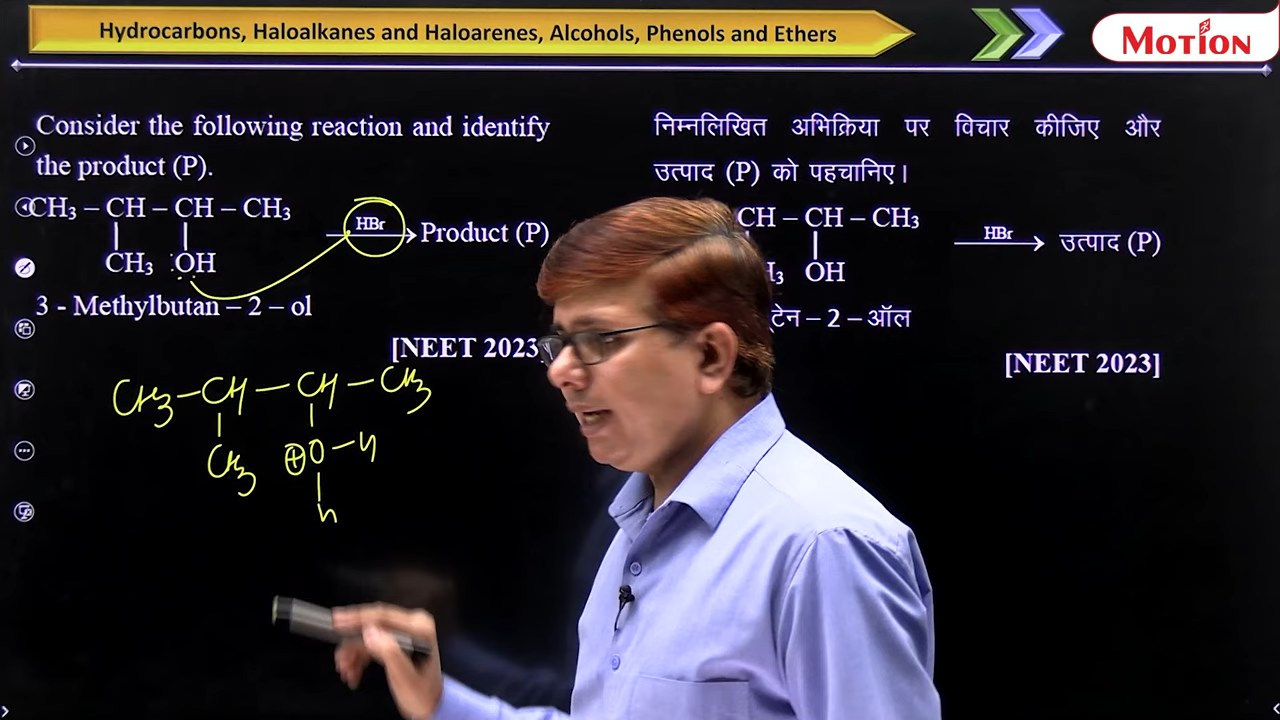 Hydrocarbons, Haloalkanes and Haloarenes, Alcohols, Phenols and Ethers
MOTION
Consider the following reaction and identify
the product (P).
CH₃ – CH – CH – CH₃
CH₃ :OH
HBr
Product (P)
3 - Methylbutan – 2 – ol
[NEET 2023]
CH₃ – CH – CH – CH₃
CH₃ ⊕O – H
H
निम्नलिखित अभिक्रिया पर विचार कीजिए और
उत्पाद (P) को पहचानिए।
CH – CH – CH₃
OH
HBr
उत्पाद (P)
– 2 – ऑल
[NEET 2023]